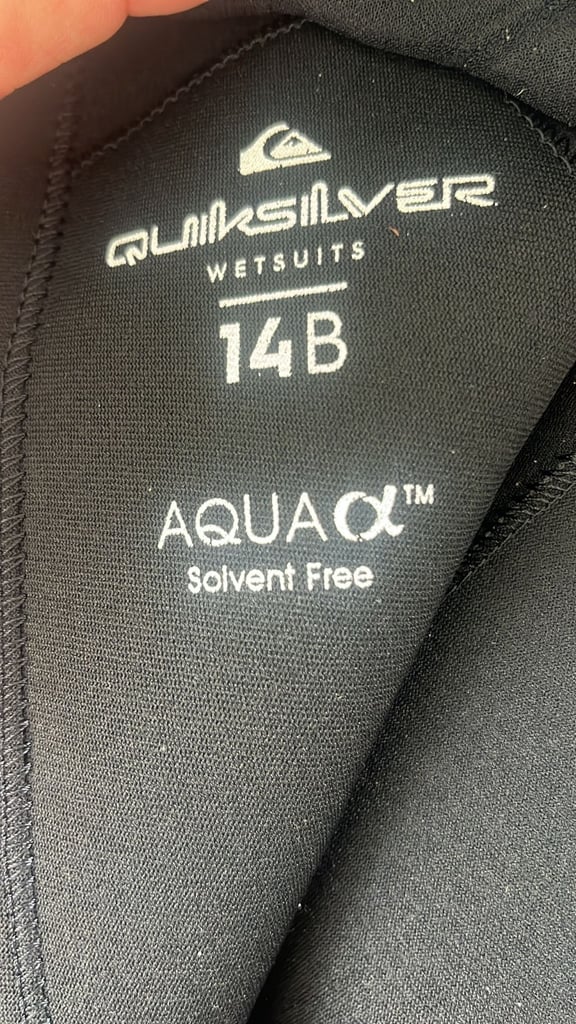 QUIKSILVER
WETSUITS
14B
AQUA α™
Solvent Free